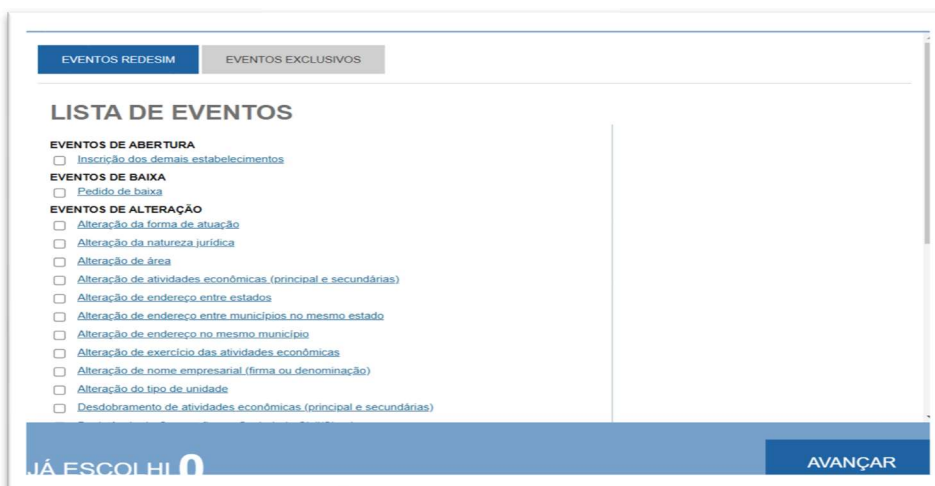 EVENTOS REDESIM EVENTOS EXCLUSIVOS
LISTA DE EVENTOS
EVENTOS DE ABERTURA
Inscrição dos demais estabelecimentos
EVENTOS DE BAIXA
Pedido de baixa
EVENTOS DE ALTERAÇÃO
Alteração da forma de atuação
Alteração da natureza jurídica
Alteração de área
Alteração de atividades econômicas (principal e secundárias)
Alteração de endereço entre estados
Alteração de endereço entre municípios no mesmo estado
Alteração de endereço no mesmo município
Alteração de exercício das atividades econômicas
Alteração de nome empresarial (firma ou denominação)
Alteração do tipo de unidade
Desdobramento de atividades econômicas (principal e secundárias)
JÁ ESCOLHI 0 AVANÇAR